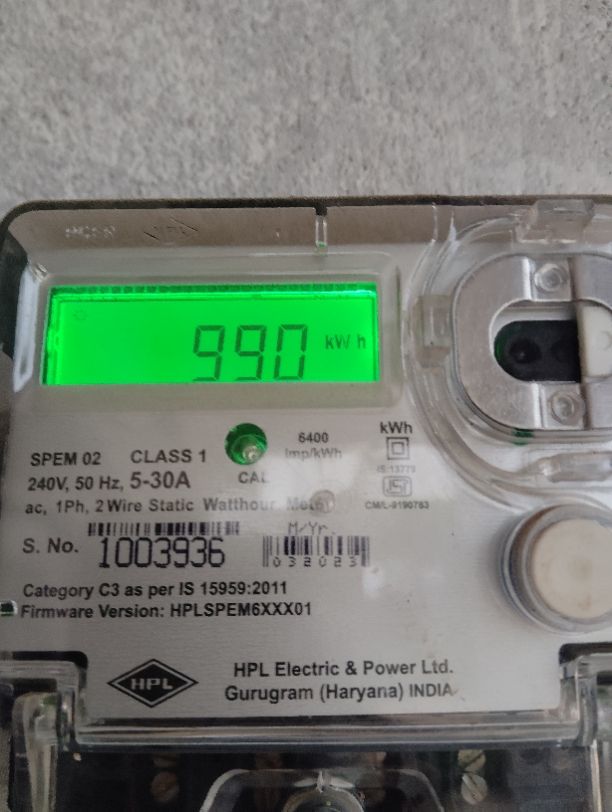 990 kWh
6400
kWh
SPEM 02 CLASS 1
Imp/kWh
CAL
IS:13779
240V, 50 Hz, 5-30A
ac, 1Ph, 2 Wire Static Watthour Meter
CM/L-9190783
M/Yr.
S. No. 1003936
032023
Category C3 as per IS 15959:2011
Firmware Version: HPLSPEM6XXX01
HPL
HPL Electric & Power Ltd.
Gurugram (Haryana) INDIA